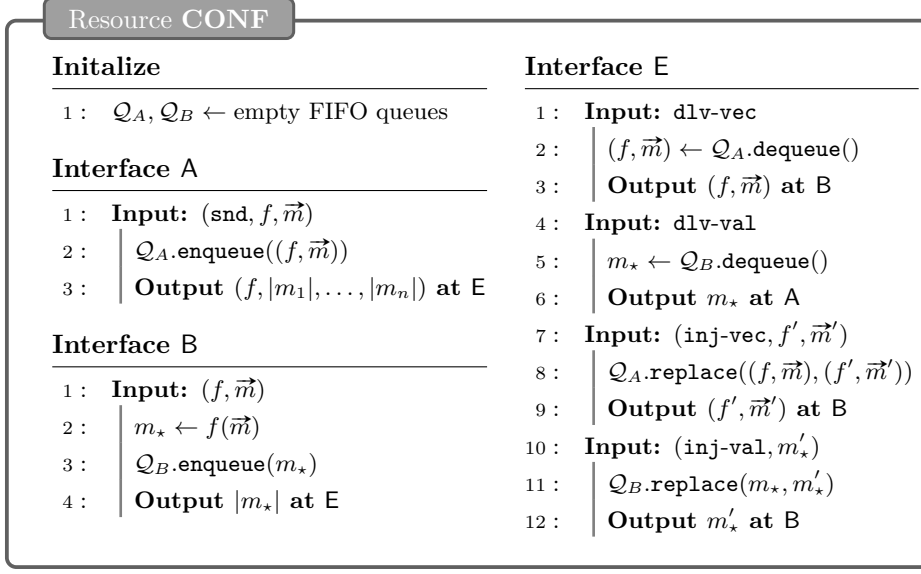 Resource CONF
Initalize
1 : 𝒬_A, 𝒬_B ← empty FIFO queues
Interface A
1 : Input: (snd, f, m⃗)
2 : 𝒬_A.enqueue((f, m⃗))
3 : Output (f, |m_1|, . . . , |m_n|) at E
Interface B
1 : Input: (f, m⃗)
2 : m_⋆ ← f(m⃗)
3 : 𝒬_B.enqueue(m_⋆)
4 : Output |m_⋆| at E
Interface E
1 : Input: dlv-vec
2 : (f, m⃗) ← 𝒬_A.dequeue()
3 : Output (f, m⃗) at B
4 : Input: dlv-val
5 : m_⋆ ← 𝒬_B.dequeue()
6 : Output m_⋆ at A
7 : Input: (inj-vec, f′, m⃗′)
8 : 𝒬_A.replace((f, m⃗), (f′, m⃗′))
9 : Output (f′, m⃗′) at B
10 : Input: (inj-val, m′_⋆)
11 : 𝒬_B.replace(m_⋆, m′_⋆)
12 : Output m′_⋆ at B